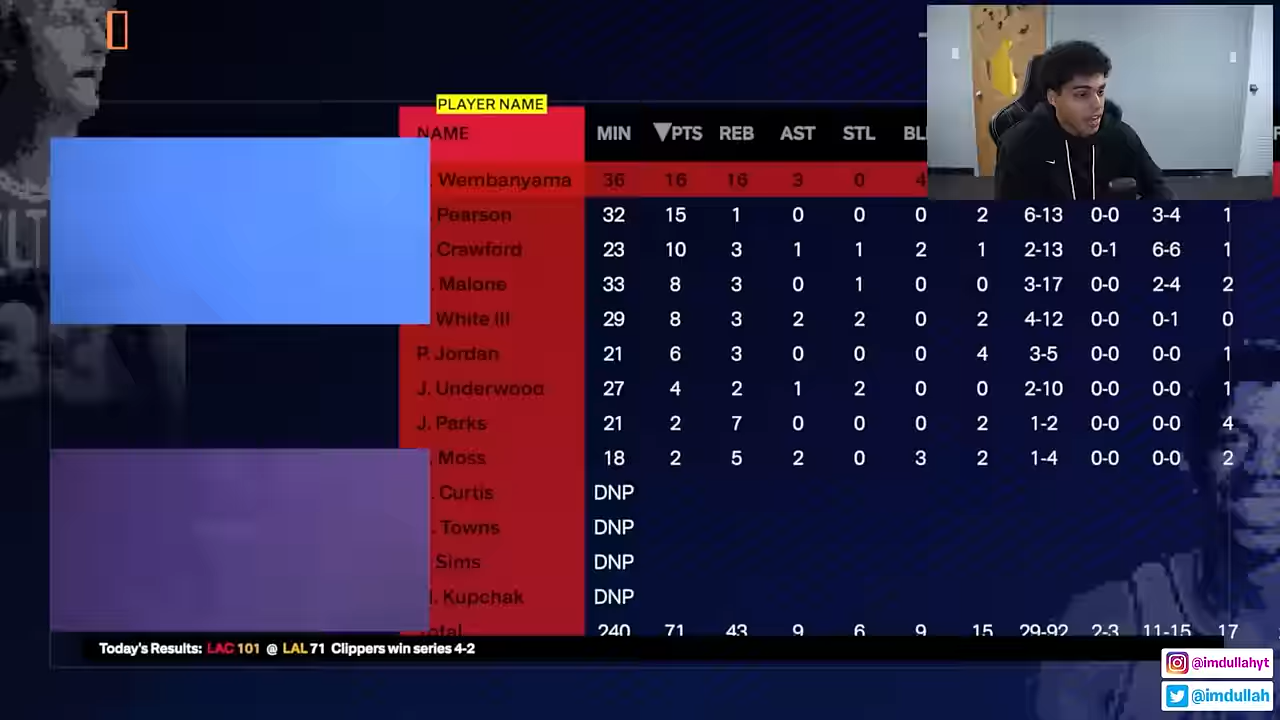 PLAYER NAME
NAME MIN PTS REB AST STL
Wembanyama 36 16 16 3 0 4
Pearson 32 15 1 0 0 0 2 6-13 0-0 3-4 1
Crawford 23 10 3 1 1 2 1 2-13 0-1 6-6 1
Malone 33 8 3 0 1 0 0 3-17 0-0 2-4 2
White III 29 8 3 2 2 0 2 4-12 0-0 0-1 0
P. Jordan 21 6 3 0 0 0 4 3-5 0-0 0-0 1
J. Underwood 27 4 2 1 2 0 0 2-10 0-0 0-0 1
J. Parks 21 2 7 0 0 0 2 1-2 0-0 0-0 4
Moss 18 2 5 2 0 3 2 1-4 0-0 0-0 2
Curtis DNP
Towns DNP
Sims DNP
Kupchak DNP
Total 240 71 43 9 6 9 15 29-92 2-3 11-15 17
Today's Results: LAC 101 @ LAL 71 Clippers win series 4-2
@imdullahyt
@imdullah